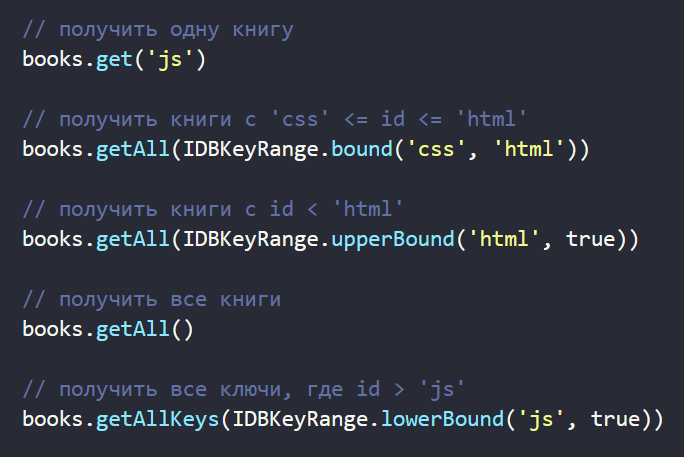 // получить одну книгу
books.get('js')
// получить книги с 'css' <= id <= 'html'
books.getAll(IDBKeyRange.bound('css', 'html'))
// получить книги с id < 'html'
books.getAll(IDBKeyRange.upperBound('html', true))
// получить все книги
books.getAll()
// получить все ключи, где id > 'js'
books.getAllKeys(IDBKeyRange.lowerBound('js', true))